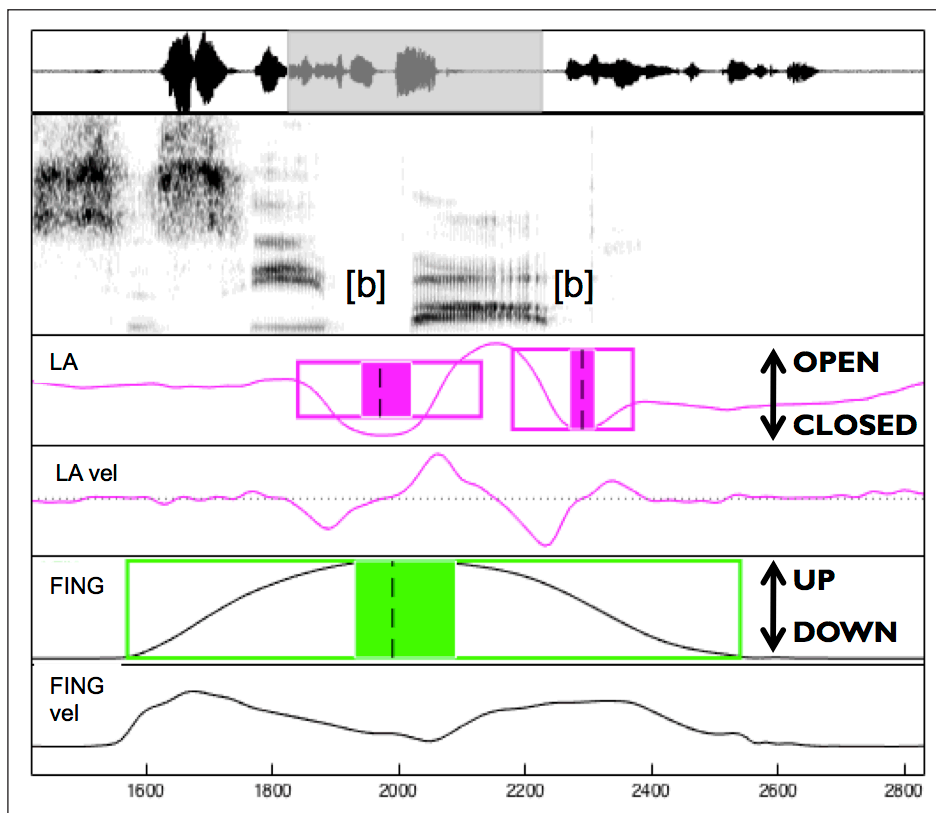 [b] [b]
LA
OPEN
CLOSED
LA vel
FING
UP
DOWN
FING
vel
1600 1800 2000 2200 2400 2600 2800